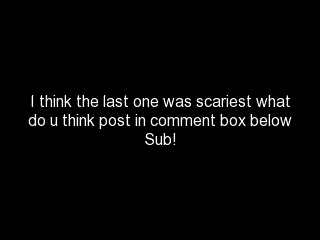 I think the last one was scariest what
do u think post in comment box below
Sub!